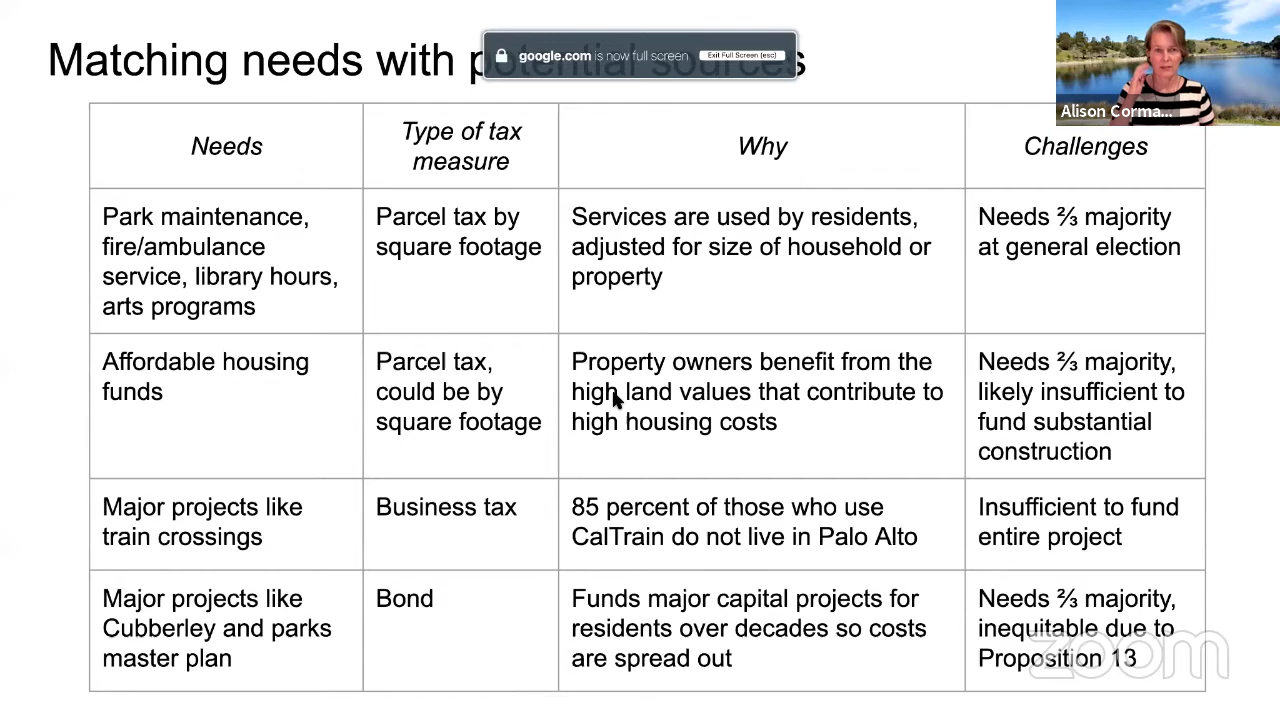 Matching needs with potential sources
google.com is now full screen Exit Full Screen (esc)
Alison Corma...
Needs
Type of tax
measure
Why
Challenges
Park maintenance,
fire/ambulance
service, library hours,
arts programs
Parcel tax by
square footage
Services are used by residents,
adjusted for size of household or
property
Needs ⅔ majority
at general election
Affordable housing
funds
Parcel tax,
could be by
square footage
Property owners benefit from the
high land values that contribute to
high housing costs
Needs ⅔ majority,
likely insufficient to
fund substantial
construction
Major projects like
train crossings
Business tax
85 percent of those who use
CalTrain do not live in Palo Alto
Insufficient to fund
entire project
Major projects like
Cubberley and parks
master plan
Bond
Funds major capital projects for
residents over decades so costs
are spread out
Needs ⅔ majority,
inequitable due to
Proposition 13
zoom